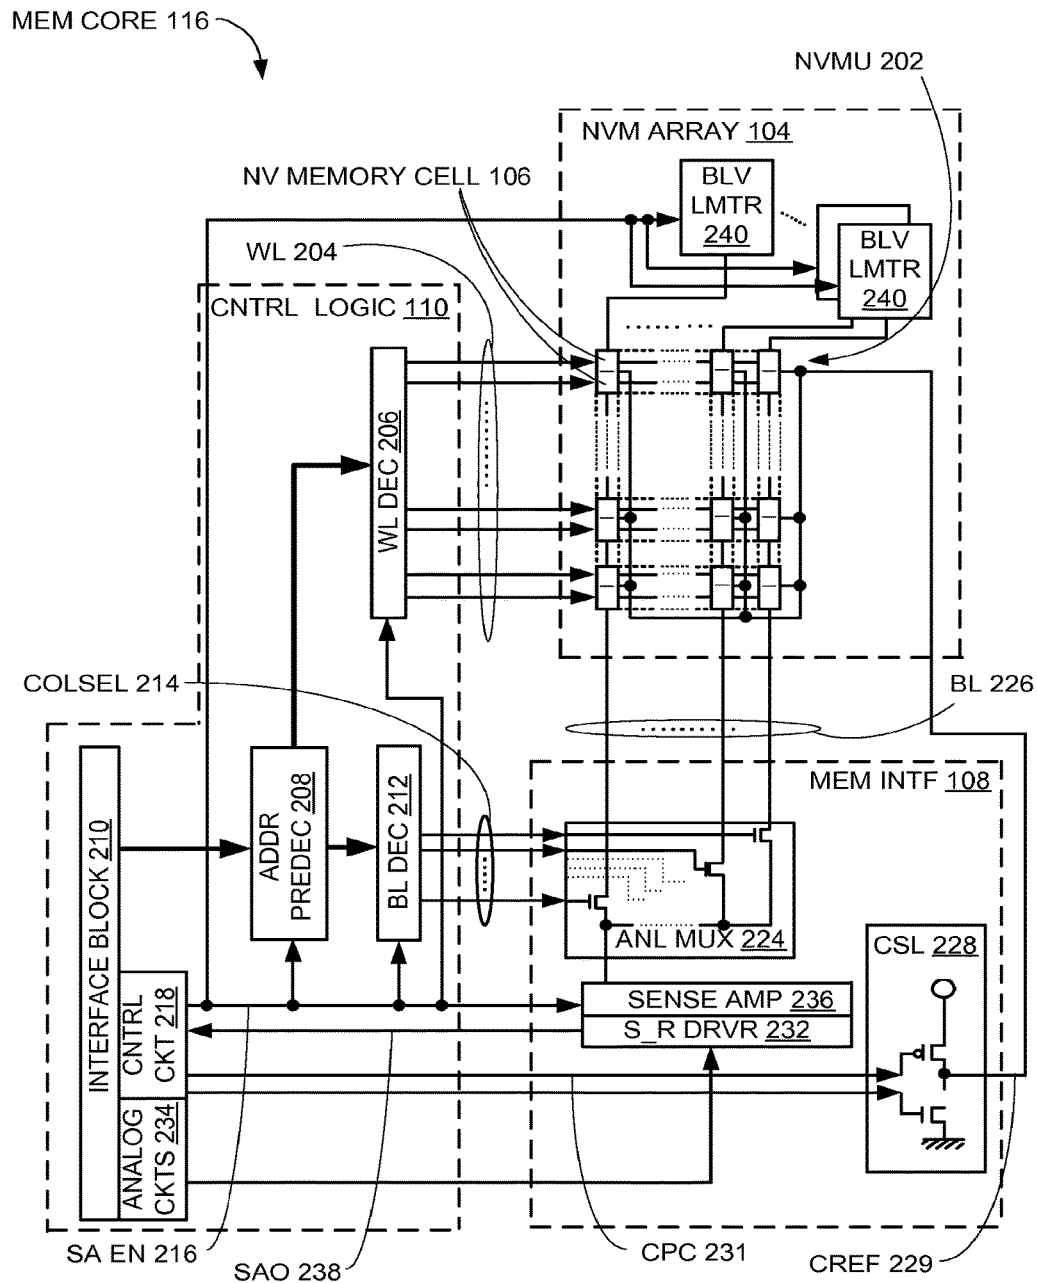 MEM CORE 116
NVMU 202
NVM ARRAY 104
NV MEMORY CELL 106
BLV
LMTR
240
BLV
LMTR
240
WL 204
CNTRL LOGIC 110
WL DEC 206
COLSEL 214
BL 226
MEM INTF 108
INTERFACE BLOCK 210
ADDR
PREDEC 208
BL DEC 212
ANL MUX 224
CSL 228
CNTRL
CKT 218
SENSE AMP 236
S_R DRVR 232
ANALOG
CKTS 234
SA EN 216
SAO 238
CPC 231
CREF 229